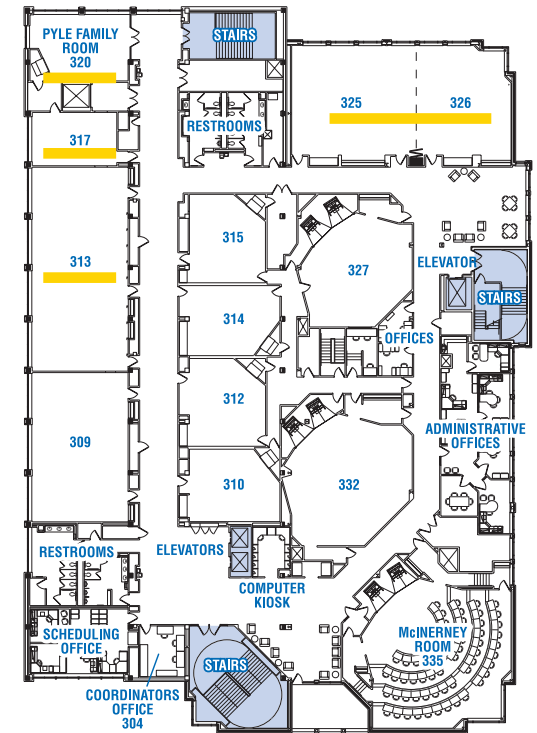 PYLE FAMILY
ROOM
320
STAIRS
325
326
RESTROOMS
317
315
313
327
ELEVATOR
STAIRS
314
OFFICES
312
309
ADMINISTRATIVE
OFFICES
310
332
RESTROOMS
ELEVATORS
COMPUTER
KIOSK
SCHEDULING
OFFICE
McINERNEY
ROOM
335
STAIRS
COORDINATORS
OFFICE
304